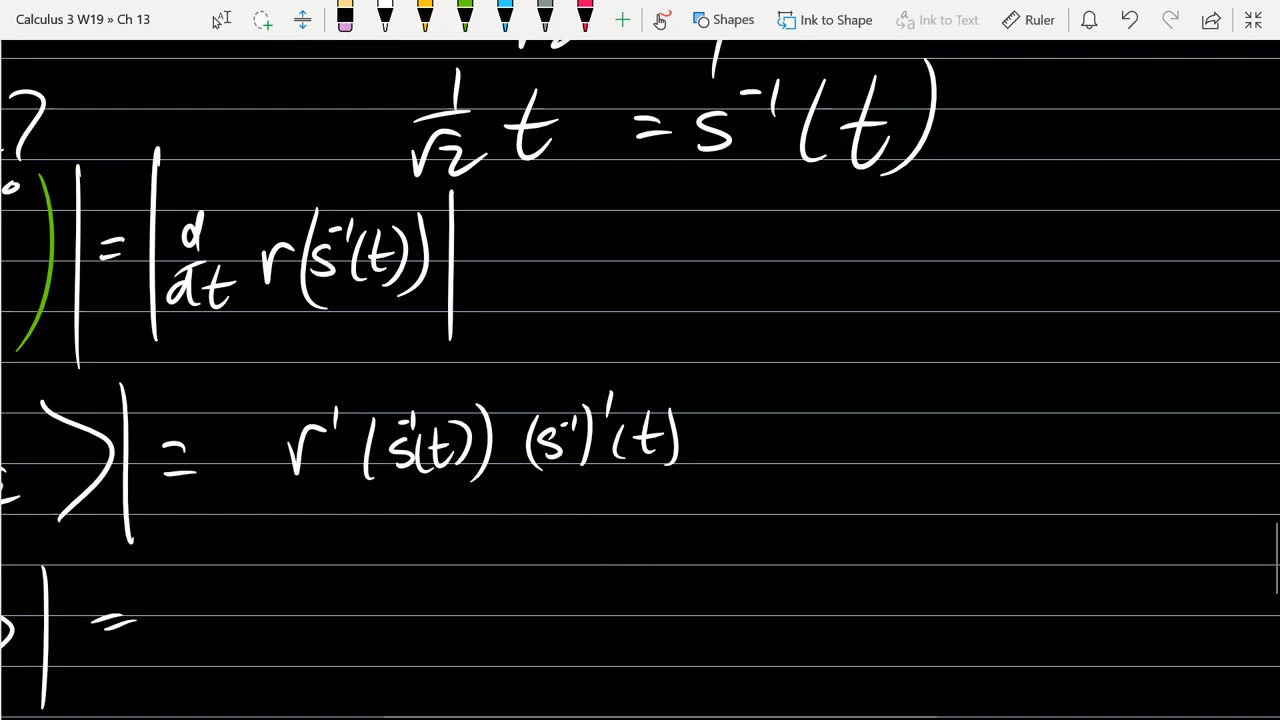 Calculus 3 W19 » Ch 13
Shapes Ink to Shape Ink to Text Ruler
1/√2 t = s⁻¹(t)
?
) | = | d/dt r(s⁻¹(t)) |
> | = r'(s⁻¹(t)) (s⁻¹)'(t)
| =